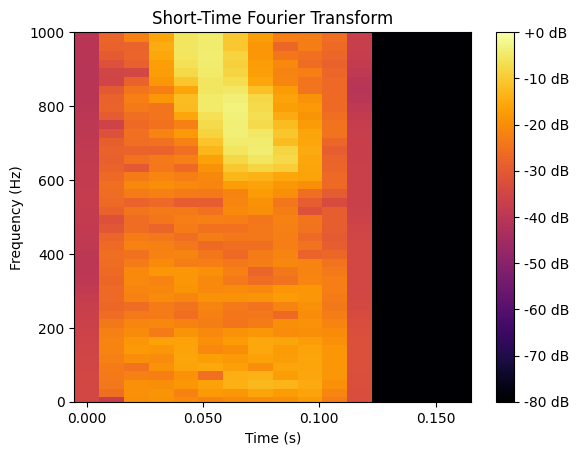 Short-Time Fourier Transform
1000
800
600
400
200
0
Frequency (Hz)
0.000
0.050
0.100
0.150
Time (s)
+0 dB
-10 dB
-20 dB
-30 dB
-40 dB
-50 dB
-60 dB
-70 dB
-80 dB